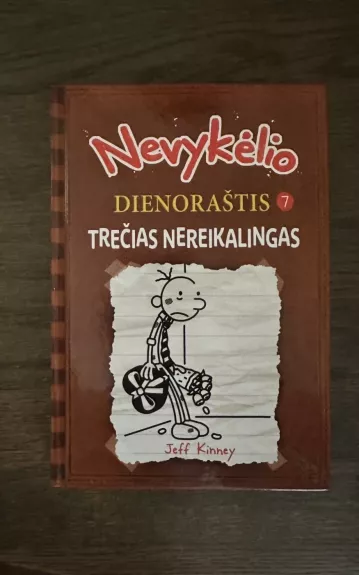 Nevykėlio
DIENORAŠTIS 7
TREČIAS NEREIKALINGAS
Jeff Kinney